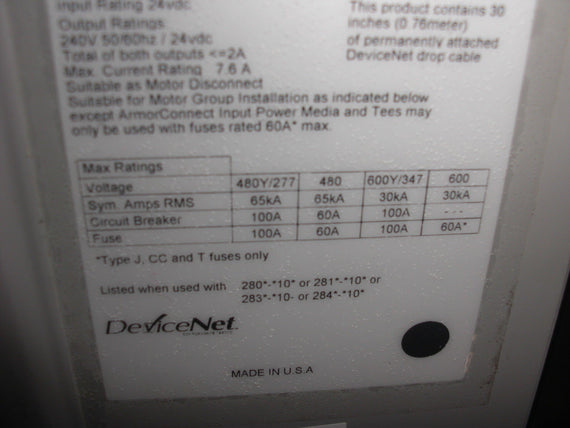 Input Rating 24vdc
Output Ratings
240V 50/60hz / 24vdc
Total of both outputs <=2A
Max. Current Rating 7.6 A
Suitable as Motor Disconnect
Suitable for Motor Group Installation as indicated below
except ArmorConnect Input Power Media and Tees may
only be used with fuses rated 60A* max.
This product contains 30
inches (0.76meter)
of permanently attached
DeviceNet drop cable
Max Ratings
Voltage 480Y/277 480 600Y/347 600
Sym. Amps RMS 65kA 65kA 30kA 30kA
Circuit Breaker 100A 60A 100A ---
Fuse 100A 60A 100A 60A*
*Type J, CC and T fuses only
Listed when used with 280*-*10* or 281*-*10* or
283*-*10- or 284*-*10*
DeviceNet
MADE IN U.S.A